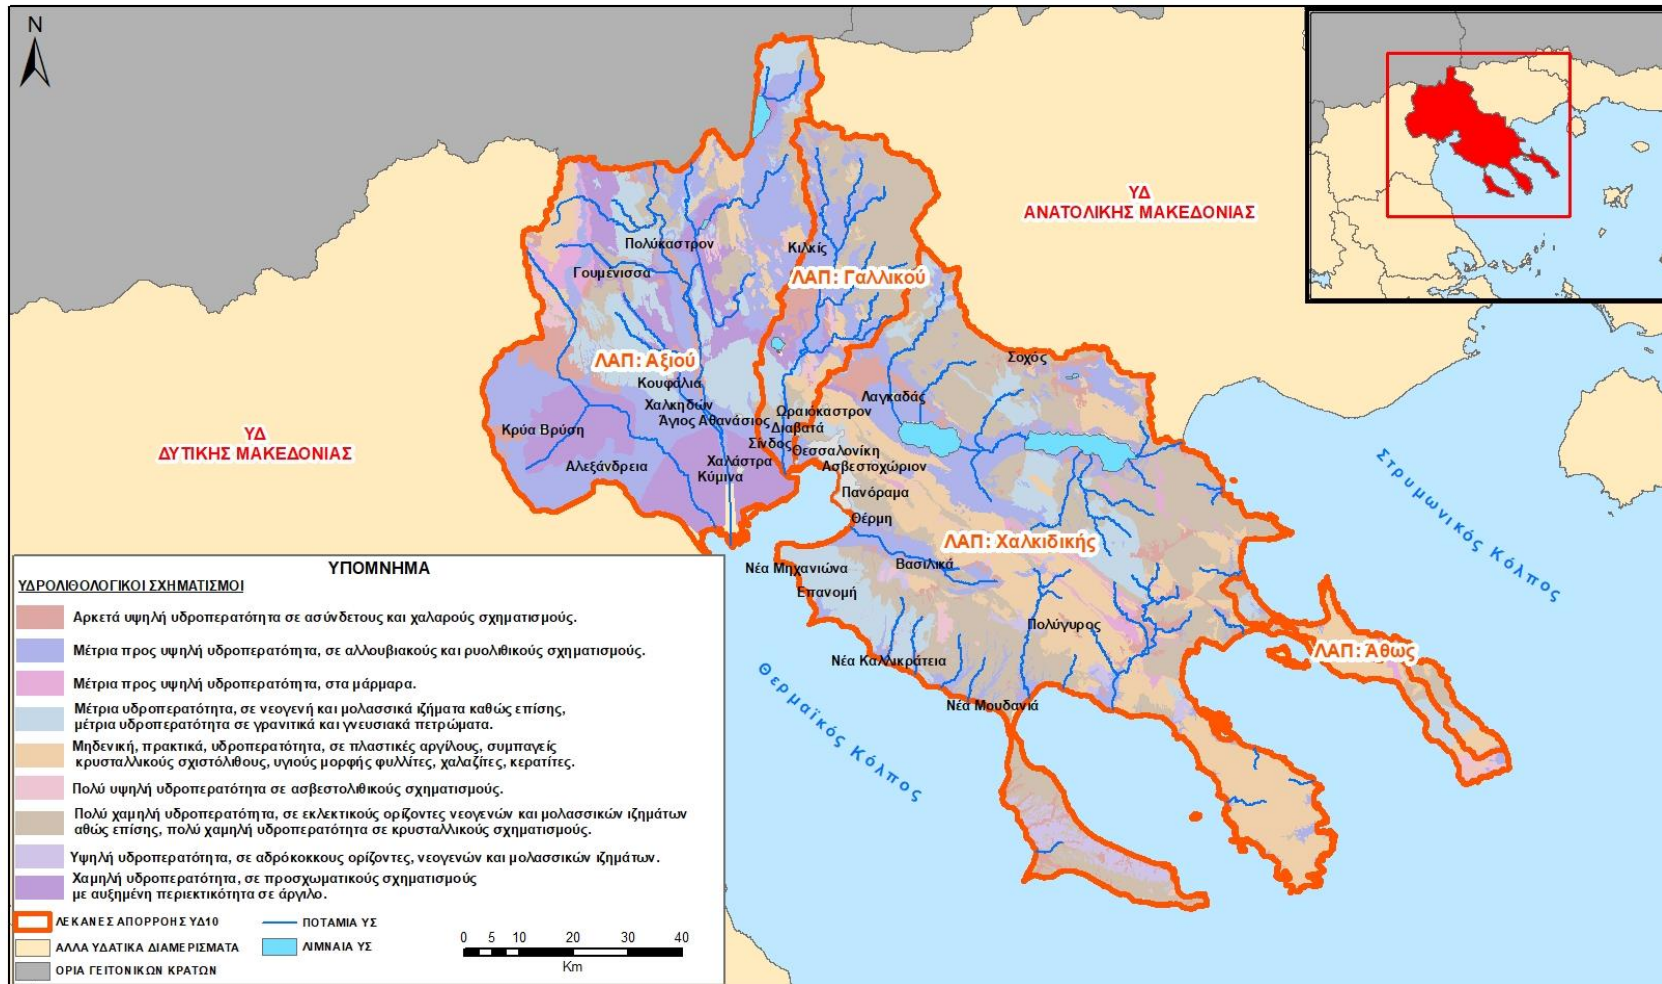 N
ΥΔ
ΑΝΑΤΟΛΙΚΗΣ ΜΑΚΕΔΟΝΙΑΣ
Πολύκαστρον
Κιλκίς
Γουμένισσα
ΛΑΠ: Γαλλικού
ΛΑΠ: Αξιού
Σοχός
Κουφάλια
Λαγκαδάς
Χαλκηδών
Ωραιόκαστρον
Άγιος Αθανάσιος
Διαβατά
Κρύα Βρύση
ΥΔ
ΔΥΤΙΚΗΣ ΜΑΚΕΔΟΝΙΑΣ
Σίνδος
Θεσσαλονίκη
Αλεξάνδρεια
Χαλάστρα
Ασβεστοχώριον
Κύμινα
Πανόραμα
Θέρμη
ΛΑΠ: Χαλκιδικής
Στρυμωνικός Κόλπος
Νέα Μηχανιώνα
Βασιλικά
Επανομή
Πολύγυρος
ΛΑΠ: Άθως
Νέα Καλλικράτεια
Νέα Μουδανιά
Θερμαϊκός Κόλπος
ΥΠΟΜΝΗΜΑ
ΥΔΡΟΛΙΘΟΛΟΓΙΚΟΙ ΣΧΗΜΑΤΙΣΜΟΙ
Αρκετά υψηλή υδροπερατότητα σε ασύνδετους και χαλαρούς σχηματισμούς.
Μέτρια προς υψηλή υδροπερατότητα, σε αλλουβιακούς και ρυολιθικούς σχηματισμούς.
Μέτρια προς υψηλή υδροπερατότητα, στα μάρμαρα.
Μέτρια υδροπερατότητα, σε νεογενή και μολασσικά ιζήματα καθώς επίσης,
μέτρια υδροπερατότητα σε γρανιτικά και γνευσιακά πετρώματα.
Μηδενική, πρακτικά, υδροπερατότητα, σε πλαστικές αργίλους, συμπαγείς
κρυσταλλικούς σχιστόλιθους, υγιούς μορφής φυλλίτες, χαλαζίτες, κερατίτες.
Πολύ υψηλή υδροπερατότητα σε ασβεστολιθικούς σχηματισμούς.
Πολύ χαμηλή υδροπερατότητα, σε εκλεκτικούς ορίζοντες νεογενών και μολασσικών ιζημάτων
αθώς επίσης, πολύ χαμηλή υδροπερατότητα σε κρυσταλλικούς σχηματισμούς.
Υψηλή υδροπερατότητα, σε αδρόκοκκους ορίζοντες, νεογενών και μολασσικών ιζημάτων.
Χαμηλή υδροπερατότητα, σε προσχωματικούς σχηματισμούς
με αυξημένη περιεκτικότητα σε άργιλο.
ΛΕΚΑΝΕΣ ΑΠΟΡΡΟΗΣ ΥΔ10
ΠΟΤΑΜΙΑ ΥΣ
ΑΛΛΑ ΥΔΑΤΙΚΑ ΔΙΑΜΕΡΙΣΜΑΤΑ
ΛΙΜΝΑΙΑ ΥΣ
ΟΡΙΑ ΓΕΙΤΟΝΙΚΩΝ ΚΡΑΤΩΝ
0 5 10 20 30 40
Km